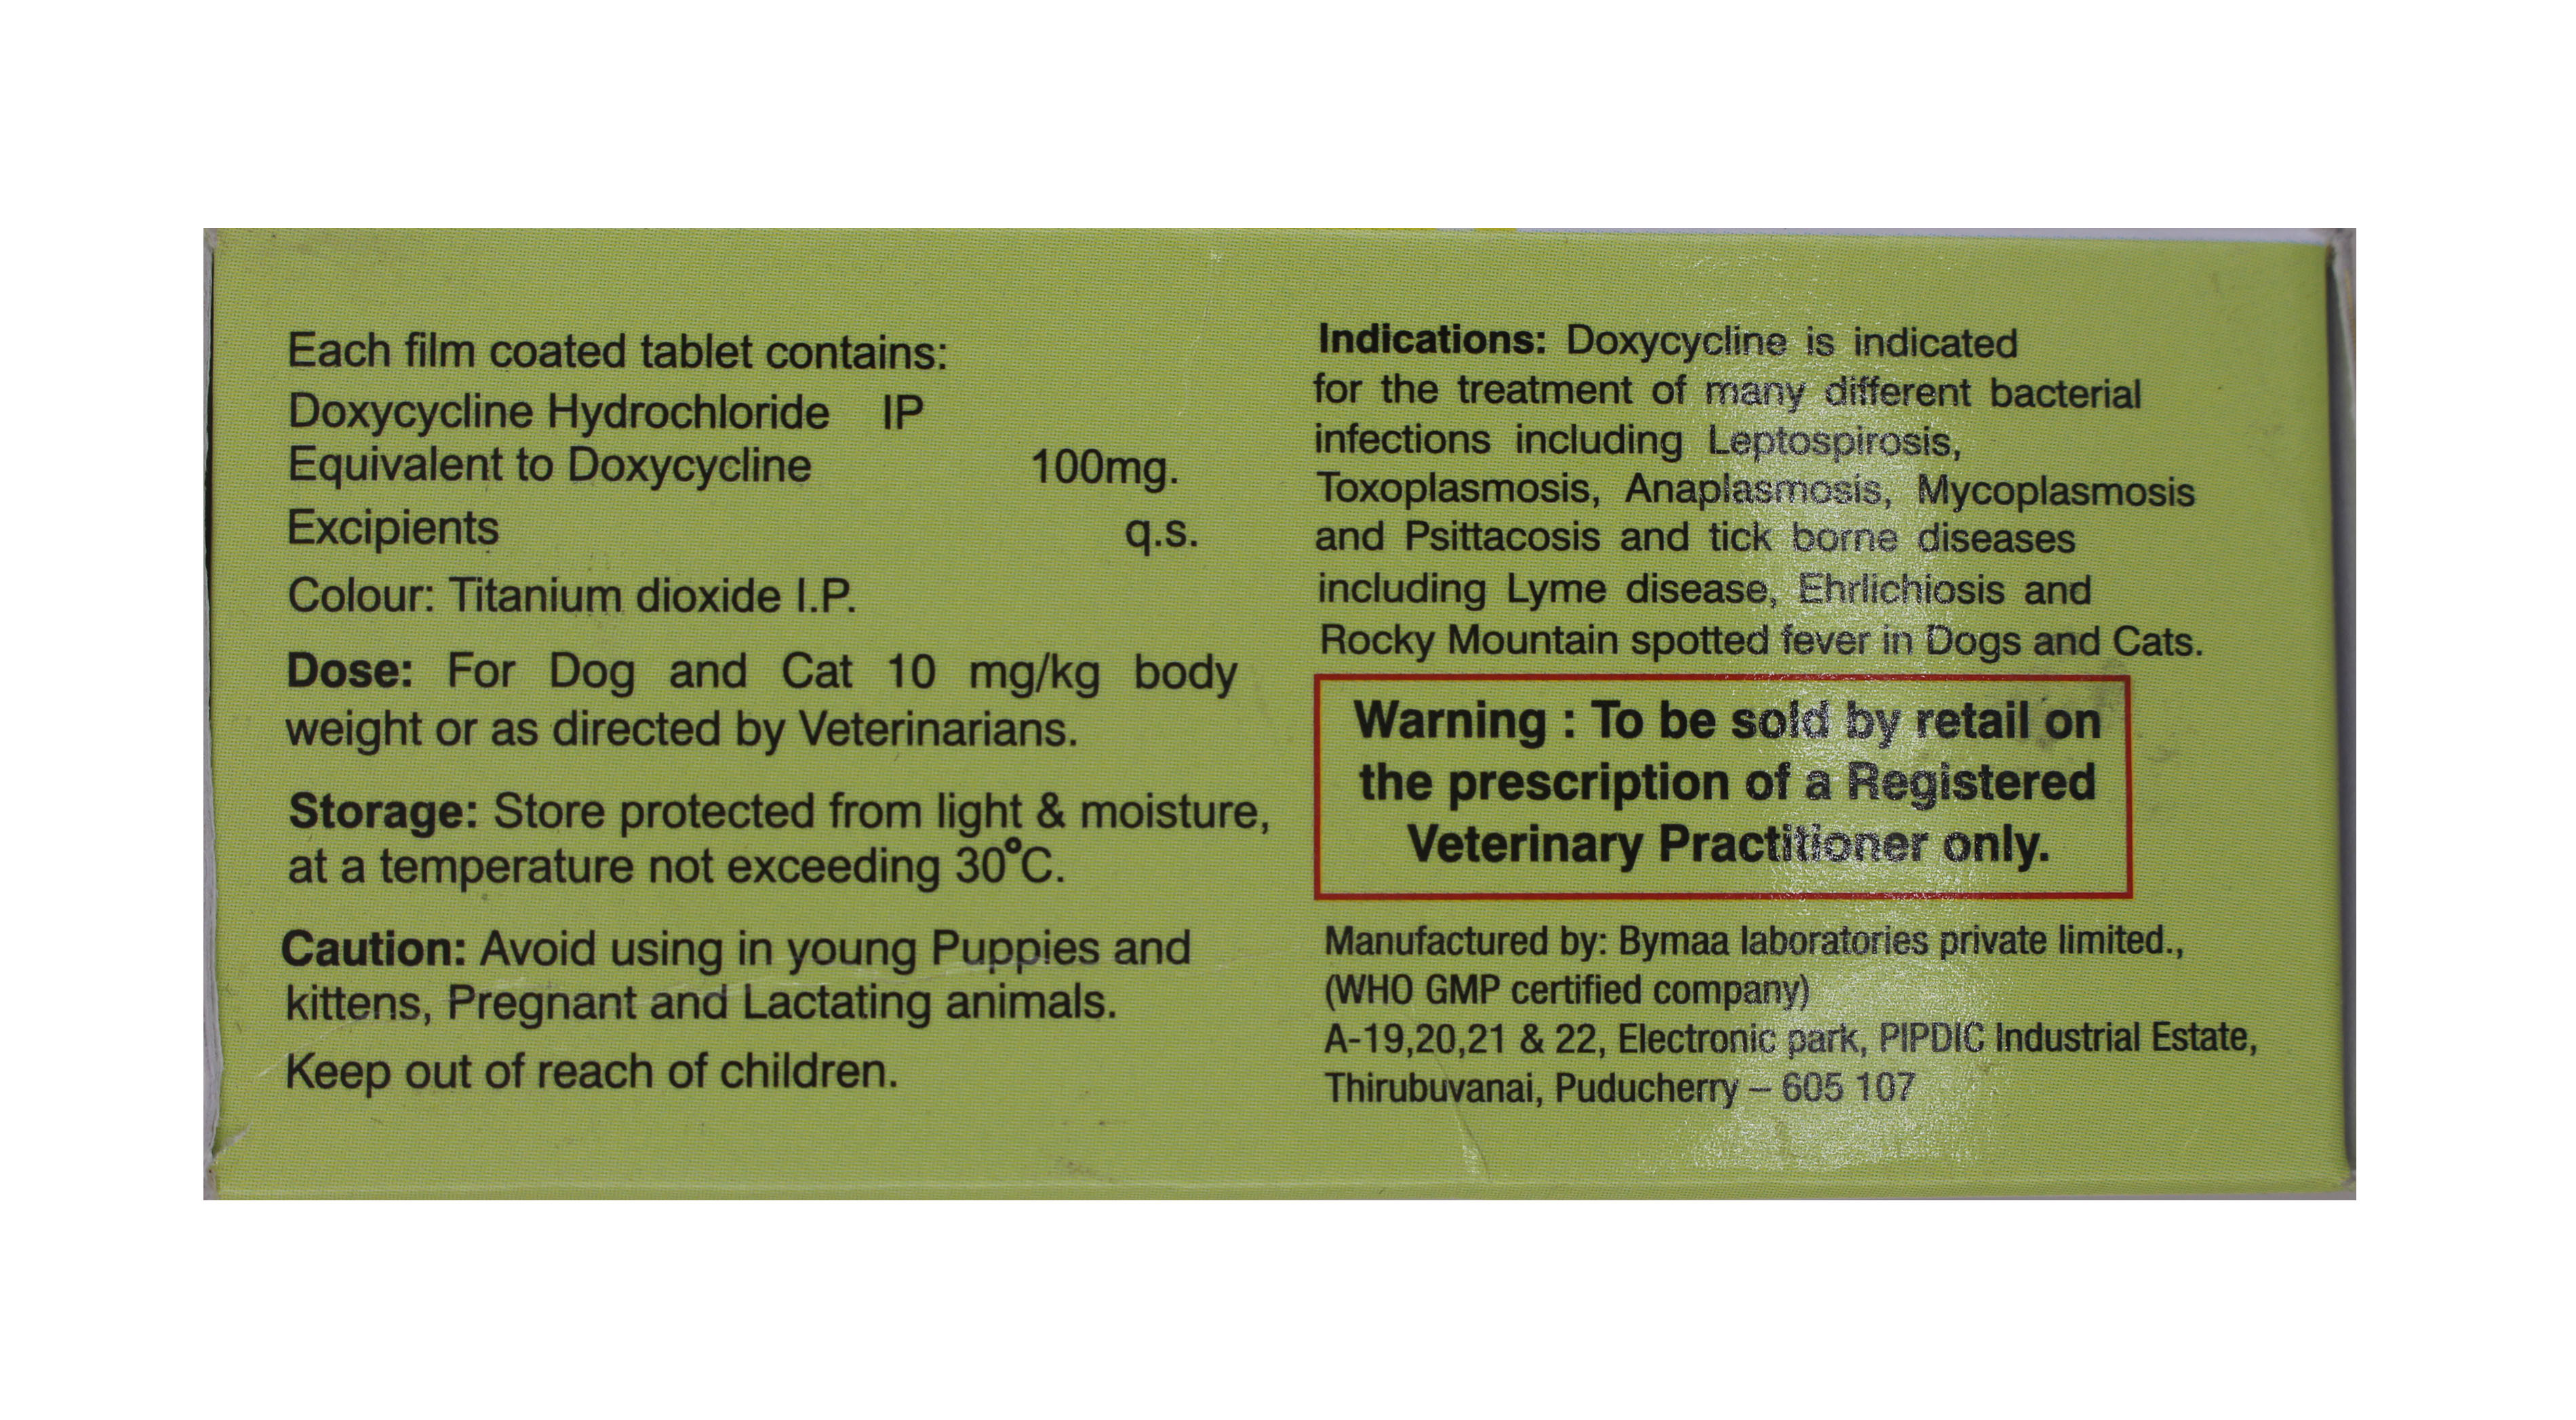 Each film coated tablet contains:
Doxycycline Hydrochloride IP
Equivalent to Doxycycline 100mg.
Excipients q.s.
Colour: Titanium dioxide I.P.
Dose: For Dog and Cat 10 mg/kg body
weight or as directed by Veterinarians.
Storage: Store protected from light & moisture,
at a temperature not exceeding 30°C.
Caution: Avoid using in young Puppies and
kittens, Pregnant and Lactating animals.
Keep out of reach of children.
Indications: Doxycycline is indicated
for the treatment of many different bacterial
infections including Leptospirosis,
Toxoplasmosis, Anaplasmosis, Mycoplasmosis
and Psittacosis and tick borne diseases
including Lyme disease, Ehrlichiosis and
Rocky Mountain spotted fever in Dogs and Cats.
Warning : To be sold by retail on
the prescription of a Registered
Veterinary Practitioner only.
Manufactured by: Bymaa laboratories private limited.,
(WHO GMP certified company)
A-19,20,21 & 22, Electronic park, PIPDIC Industrial Estate,
Thirubuvanai, Puducherry – 605 107